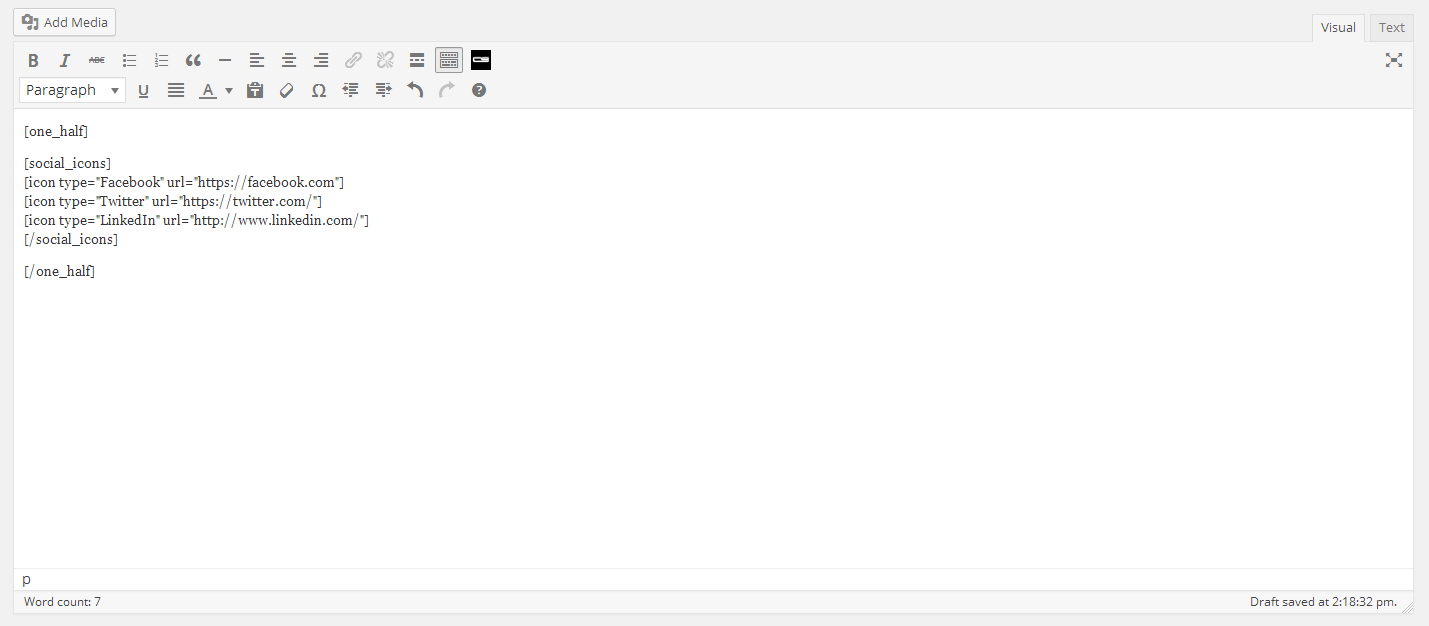 Add Media
Visual Text
B I ABC
Paragraph U A Ω ?
[one_half]
[social_icons]
[icon type="Facebook" url="https://facebook.com"]
[icon type="Twitter" url="https://twitter.com/"]
[icon type="LinkedIn" url="http://www.linkedin.com/"]
[/social_icons]
[/one_half]
p
Word count: 7 Draft saved at 2:18:32 pm.